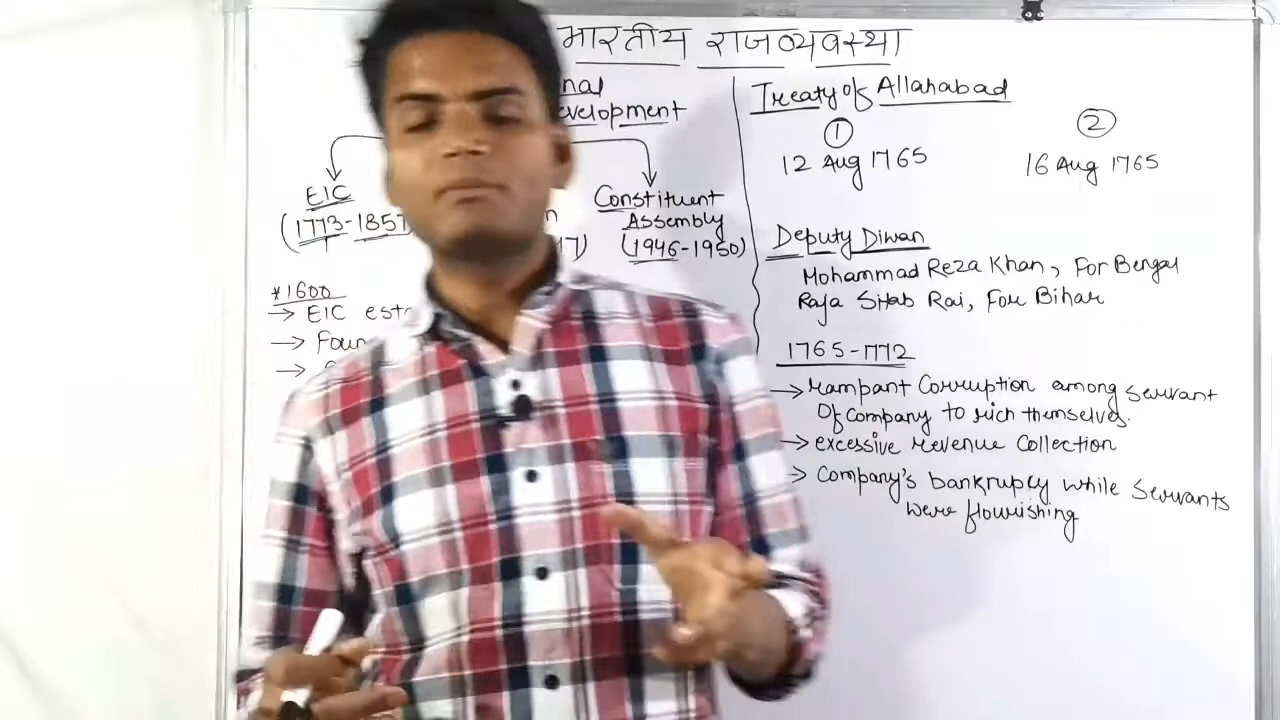 भारतीय राजव्यवस्था
nal
evelopment
EIC
(1773-1857
Constituent
Assembly
17)
(1946-1950)
*1600
→ EIC est
→ Foun
→
Treaty of Allahabad
① ②
12 Aug 1765 16 Aug 1765
Deputy Diwan
Mohammad Reza Khan, For Bengal
Raja Sitab Rai, For Bihar
1765-1772
→ rampant Corruption among Servant
Of Company to rich themselves.
→ excessive revenue Collection
→ Company's bankrupcy while Servants
were flourishing